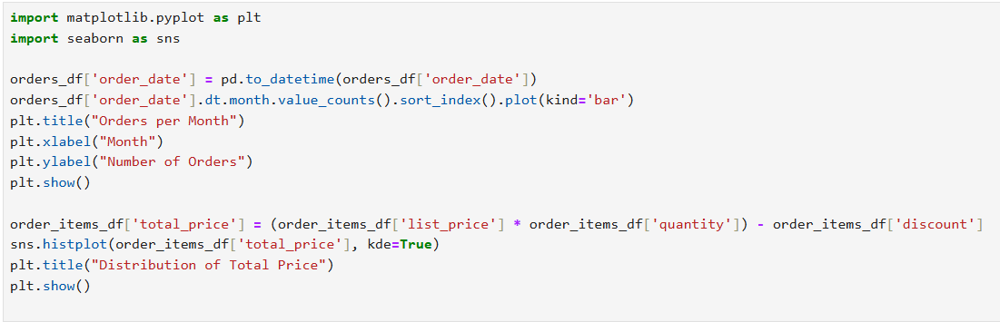 import matplotlib.pyplot as plt
import seaborn as sns
orders_df['order_date'] = pd.to_datetime(orders_df['order_date'])
orders_df['order_date'].dt.month.value_counts().sort_index().plot(kind='bar')
plt.title("Orders per Month")
plt.xlabel("Month")
plt.ylabel("Number of Orders")
plt.show()
order_items_df['total_price'] = (order_items_df['list_price'] * order_items_df['quantity']) - order_items_df['discount']
sns.histplot(order_items_df['total_price'], kde=True)
plt.title("Distribution of Total Price")
plt.show()